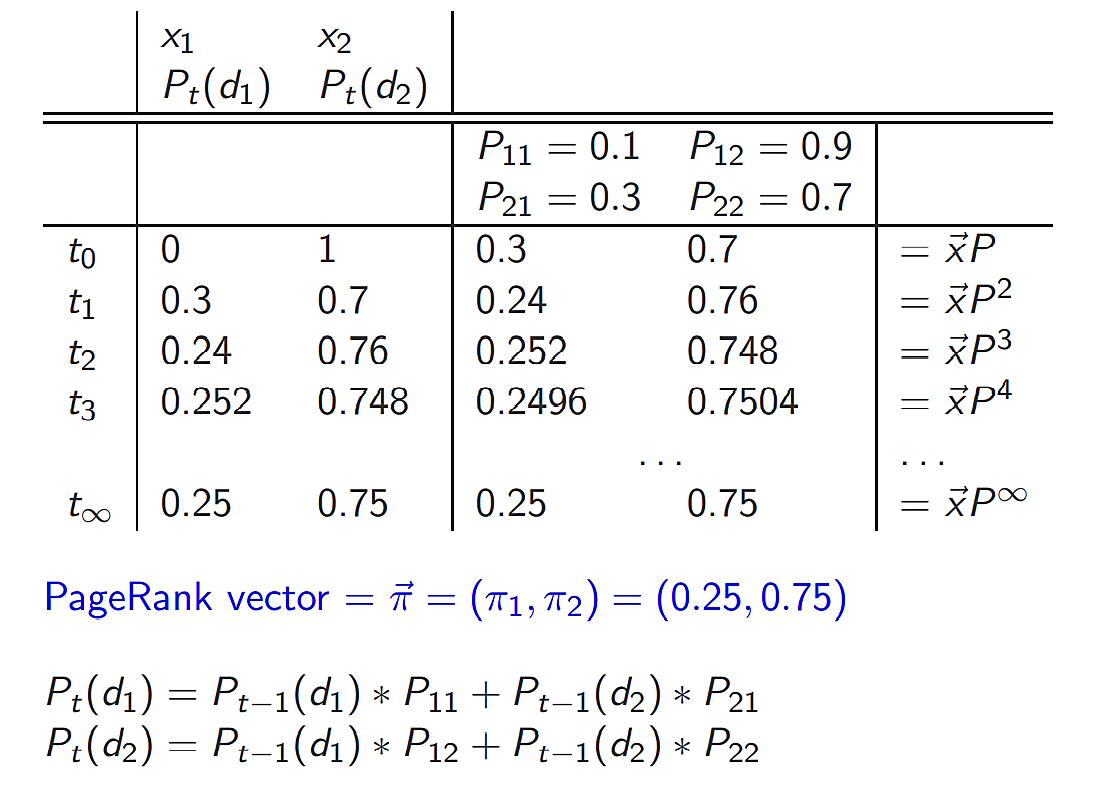 x₁ x₂
Pₜ(d₁) Pₜ(d₂)
P₁₁ = 0.1 P₁₂ = 0.9
P₂₁ = 0.3 P₂₂ = 0.7
t₀ 0 1 0.3 0.7 = x⃗P
t₁ 0.3 0.7 0.24 0.76 = x⃗P²
t₂ 0.24 0.76 0.252 0.748 = x⃗P³
t₃ 0.252 0.748 0.2496 0.7504 = x⃗P⁴
. . . . . .
t∞ 0.25 0.75 0.25 0.75 = x⃗P^∞
PageRank vector = π⃗ = (π₁, π₂) = (0.25, 0.75)
Pₜ(d₁) = Pₜ₋₁(d₁) ∗ P₁₁ + Pₜ₋₁(d₂) ∗ P₂₁
Pₜ(d₂) = Pₜ₋₁(d₁) ∗ P₁₂ + Pₜ₋₁(d₂) ∗ P₂₂